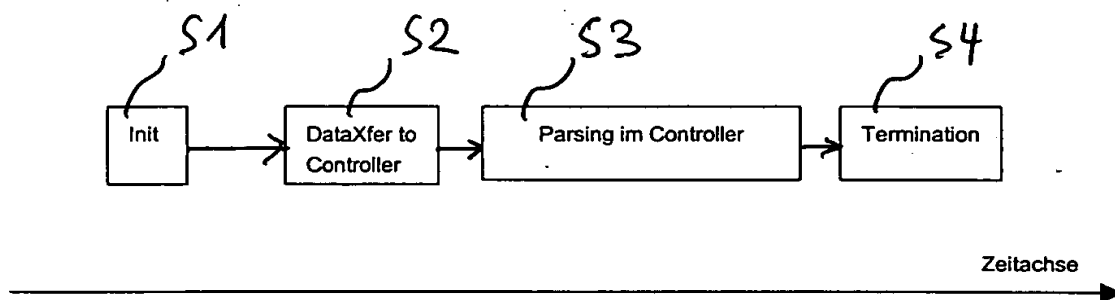 S1 S2 S3 S4
Init
DataXfer to
Controller
Parsing im Controller
Termination
Zeitachse